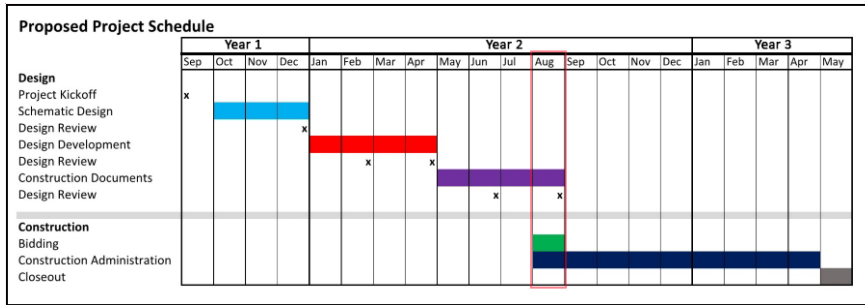 Proposed Project Schedule
Year 1 Year 2 Year 3
Sep Oct Nov Dec Jan Feb Mar Apr May Jun Jul Aug Sep Oct Nov Dec Jan Feb Mar Apr May
Design
Project Kickoff x
Schematic Design
Design Review x
Design Development
Design Review x x
Construction Documents
Design Review x x
Construction
Bidding
Construction Administration
Closeout